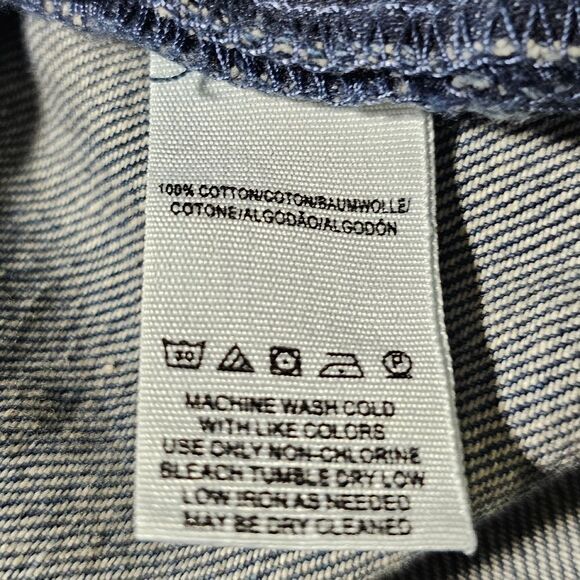 100% COTTON/COTON/BAUMWOLLE/
COTONE/ALGODÃO/ALGODÓN
30 P
MACHINE WASH COLD
WITH LIKE COLORS
USE ONLY NON-CHLORINE
BLEACH TUMBLE DRY LOW
LOW IRON AS NEEDED
MAY BE DRY CLEANED